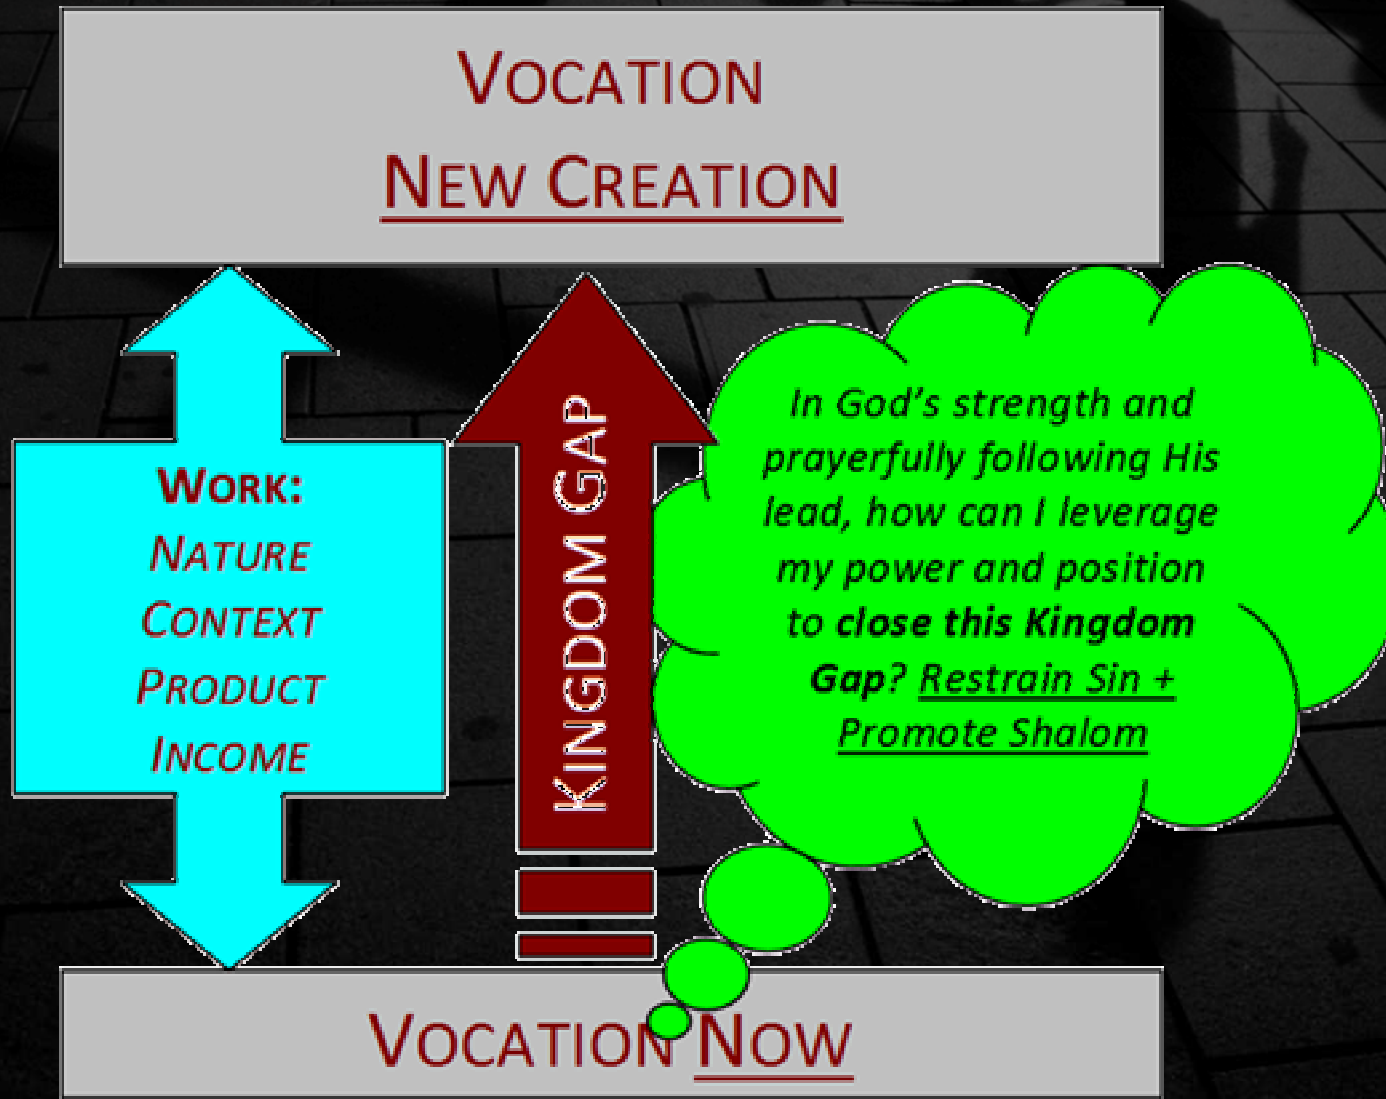 VOCATION
NEW CREATION
WORK:
NATURE
CONTEXT
PRODUCT
INCOME
KINGDOM GAP
In God’s strength and
prayerfully following His
lead, how can I leverage
my power and position
to close this Kingdom
Gap? Restrain Sin +
Promote Shalom
VOCATION NOW